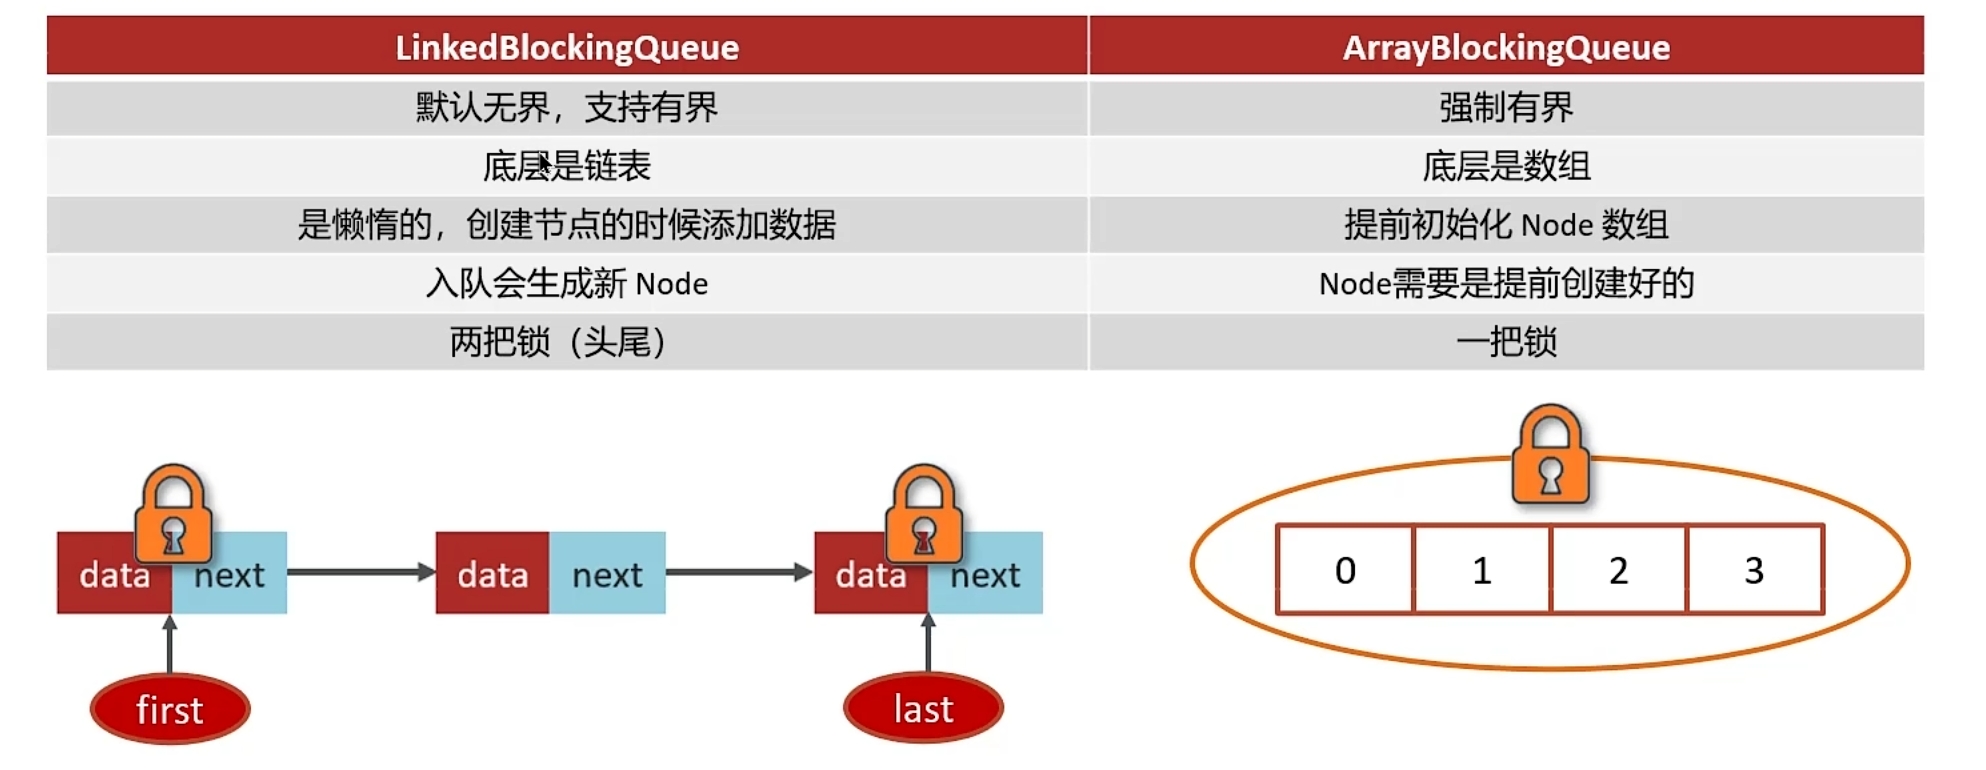 LinkedBlockingQueue ArrayBlockingQueue
默认无界，支持有界 强制有界
底层是链表 底层是数组
是懒惰的，创建节点的时候添加数据 提前初始化 Node 数组
入队会生成新 Node Node需要是提前创建好的
两把锁（头尾） 一把锁
data next data next data next 0 1 2 3
first last